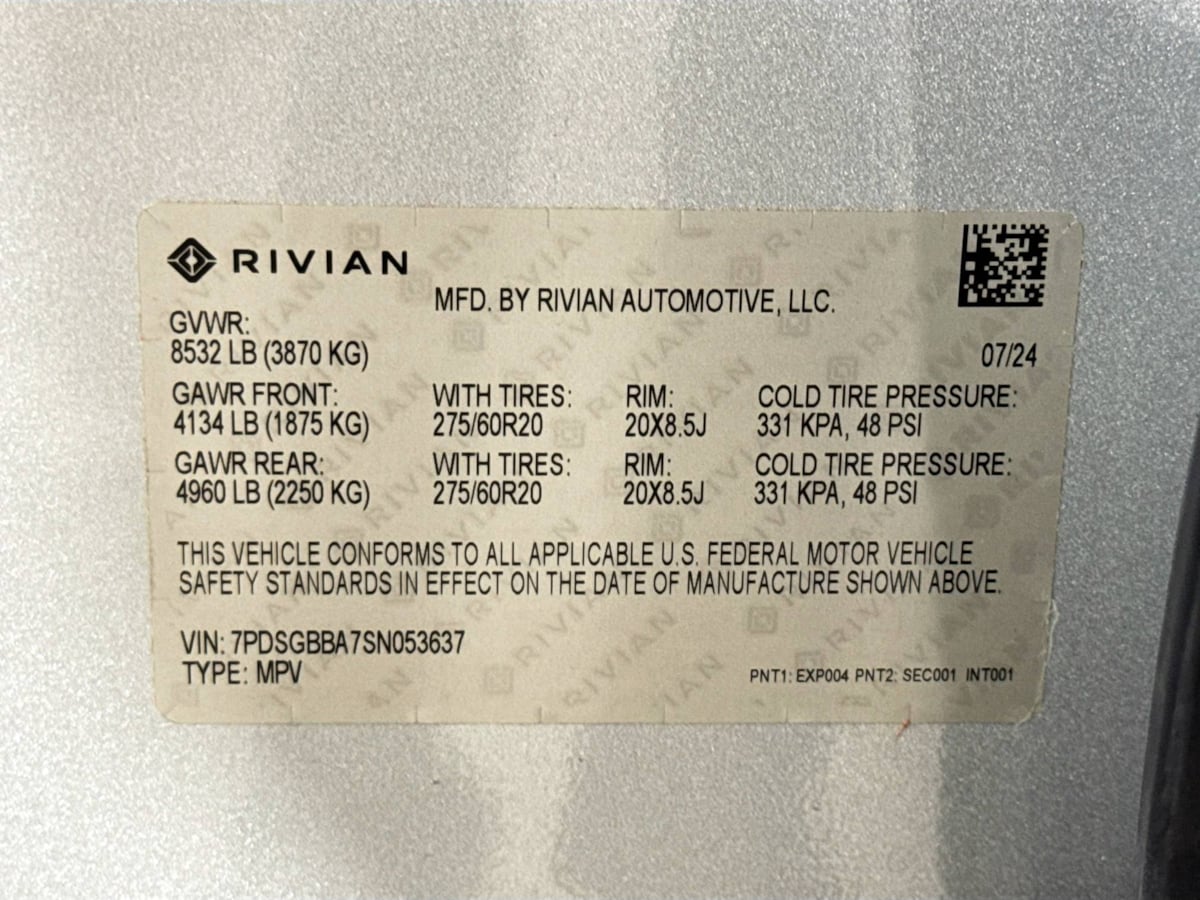 RIVIAN
MFD. BY RIVIAN AUTOMOTIVE, LLC.
GVWR:
8532 LB (3870 KG)
07/24
GAWR FRONT: WITH TIRES: RIM: COLD TIRE PRESSURE:
4134 LB (1875 KG) 275/60R20 20X8.5J 331 KPA, 48 PSI
GAWR REAR: WITH TIRES: RIM: COLD TIRE PRESSURE:
4960 LB (2250 KG) 275/60R20 20X8.5J 331 KPA, 48 PSI
THIS VEHICLE CONFORMS TO ALL APPLICABLE U.S. FEDERAL MOTOR VEHICLE
SAFETY STANDARDS IN EFFECT ON THE DATE OF MANUFACTURE SHOWN ABOVE.
VIN: 7PDSGBBA7SN053637
TYPE: MPV
PNT1: EXP004 PNT2: SEC001 INT001